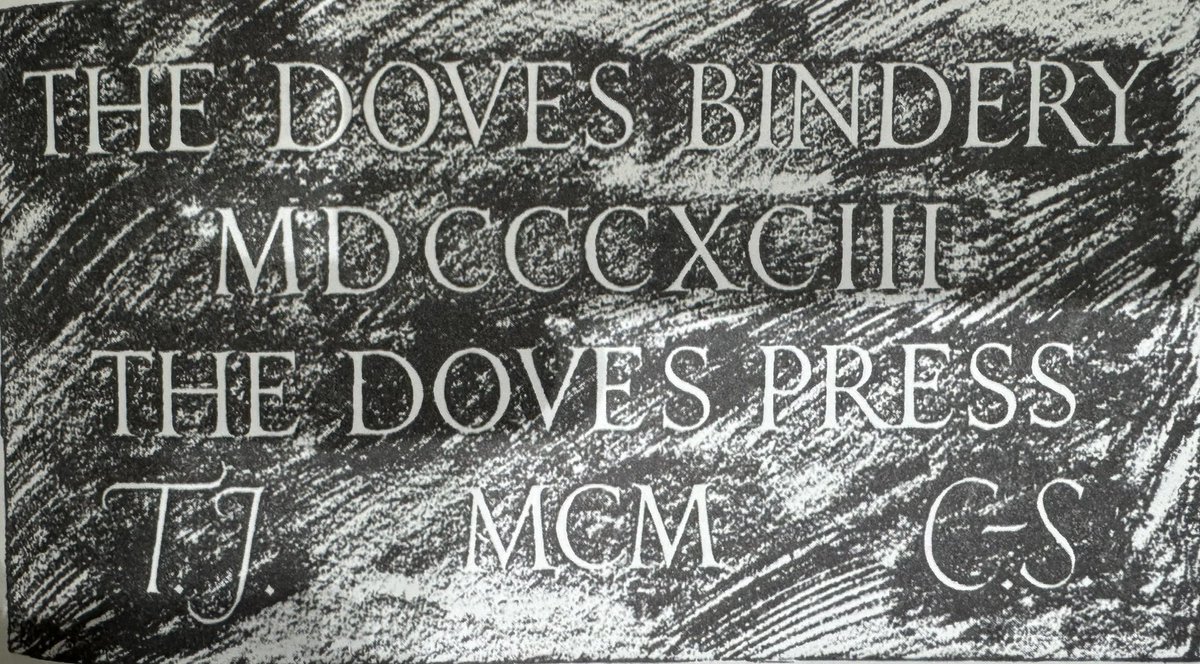 THE DOVES BINDERY
MDCCCXCIII
THE DOVES PRESS
T.J. MCM C.-S.